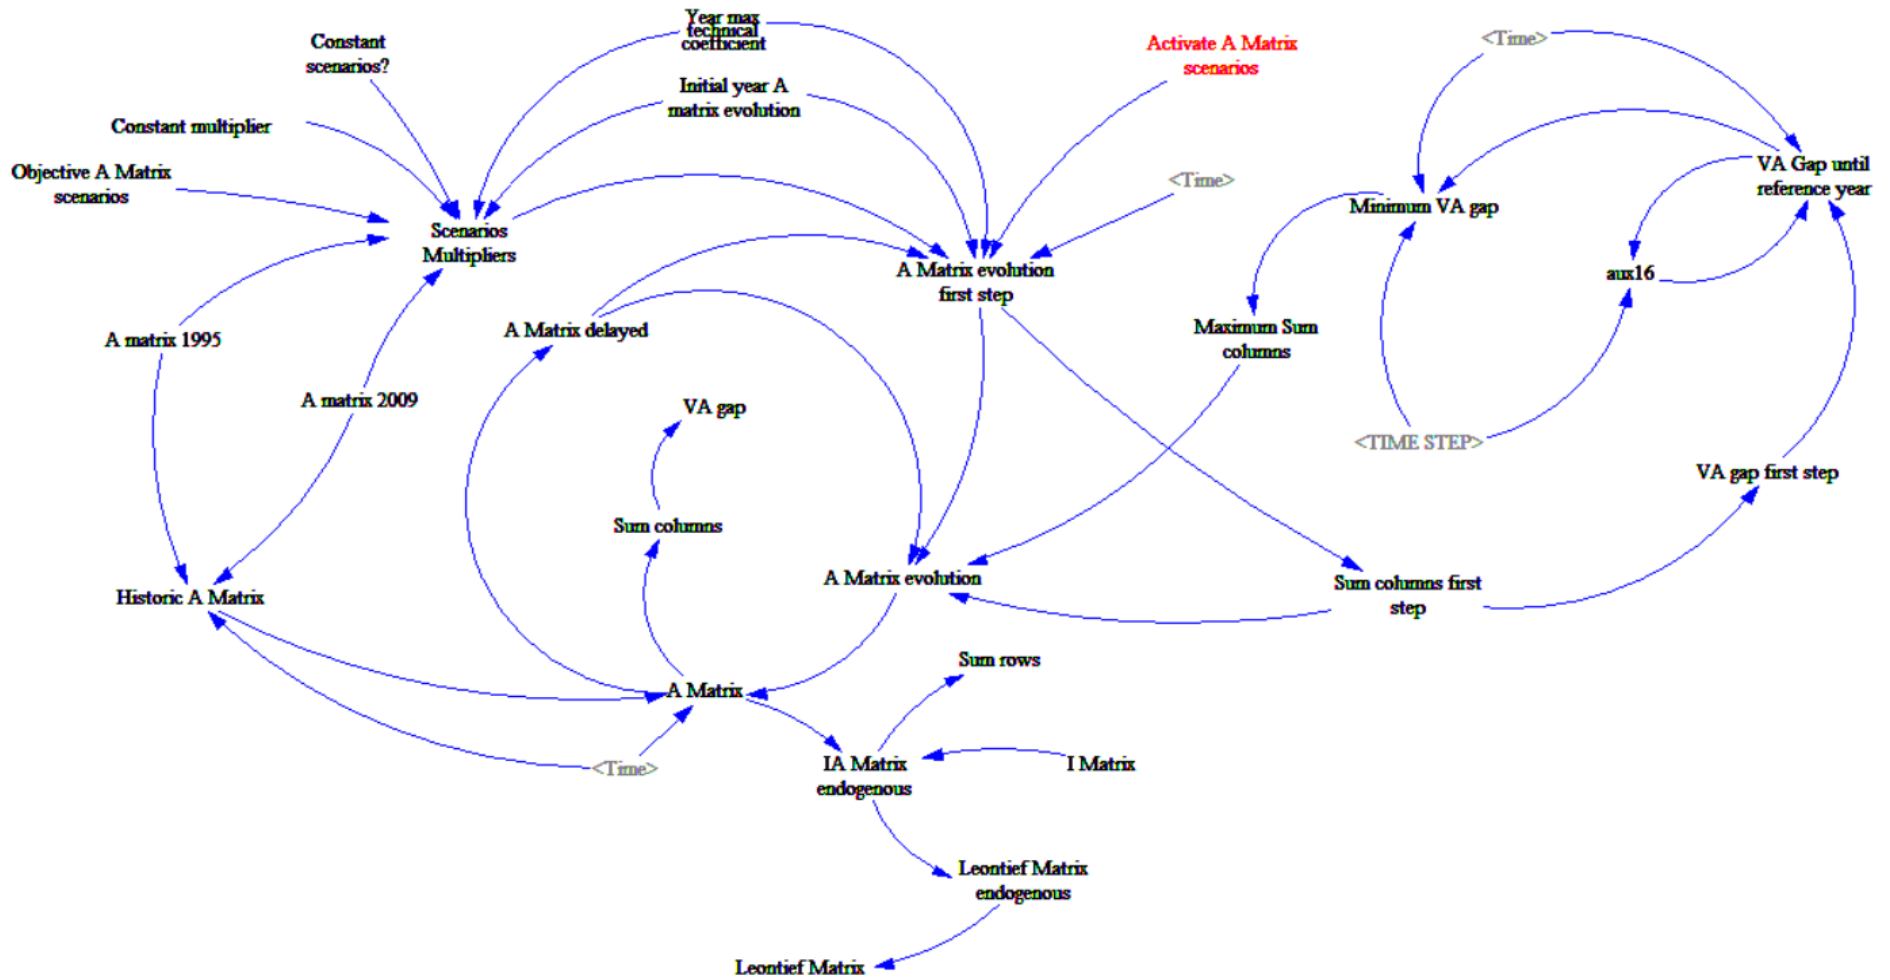 Year max
technical
coefficient
Constant
scenarios?
Activate A Matrix
scenarios
<Time>
Initial year A
matrix evolution
Constant multiplier
Objective A Matrix
scenarios
<Time>
VA Gap until
reference year
Minimum VA gap
Scenarios
Multipliers
A Matrix evolution
first step
aux16
A Matrix delayed
Maximum Sum
columns
A matrix 1995
A matrix 2009
VA gap
<TIME STEP>
VA gap first step
Sum columns
A Matrix evolution
Sum columns first
step
Historic A Matrix
Sum rows
A Matrix
<Time>
IA Matrix
endogenous
I Matrix
Leontief Matrix
endogenous
Leontief Matrix